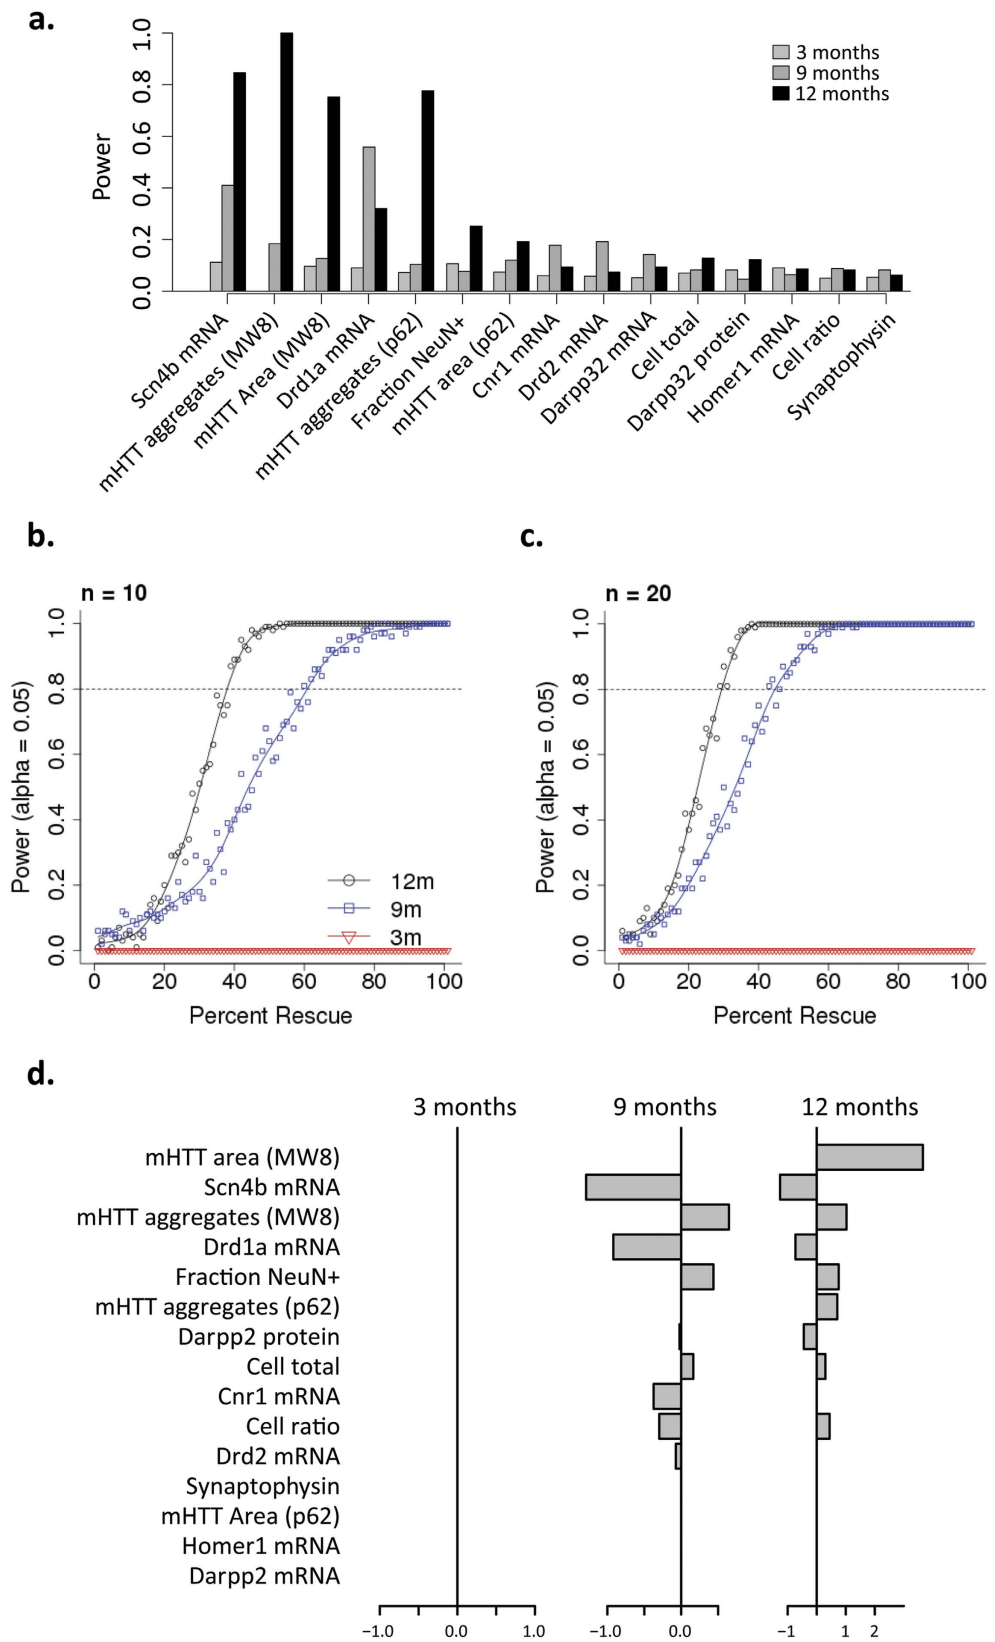 a.
1.0
0.8
0.6
0.4
0.2
0.0
Power
3 months
9 months
12 months
Scn4b mRNA
mHTT aggregates (MW8)
mHTT Area (MW8)
Drd1a mRNA
mHTT aggregates (p62)
Fraction NeuN+
mHTT area (p62)
Cnr1 mRNA
Drd2 mRNA
Darpp32 mRNA
Cell total
Darpp32 protein
Homer1 mRNA
Cell ratio
Synaptophysin
b.
n = 10
1.0
0.8
0.6
0.4
0.2
0.0
Power (alpha = 0.05)
12m
9m
3m
0 20 40 60 80 100
Percent Rescue
c.
n = 20
1.0
0.8
0.6
0.4
0.2
0.0
Power (alpha = 0.05)
0 20 40 60 80 100
Percent Rescue
d.
3 months 9 months 12 months
mHTT area (MW8)
Scn4b mRNA
mHTT aggregates (MW8)
Drd1a mRNA
Fraction NeuN+
mHTT aggregates (p62)
Darpp2 protein
Cell total
Cnr1 mRNA
Cell ratio
Drd2 mRNA
Synaptophysin
mHTT Area (p62)
Homer1 mRNA
Darpp2 mRNA
−1.0 0.0 1.0 −1.0 0.0 −1 1 2